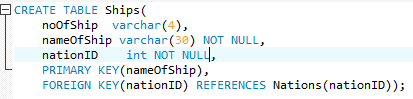 CREATE TABLE Ships(
noOfShip varchar(4),
nameOfShip varchar(30) NOT NULL,
nationID int NOT NULL,
PRIMARY KEY(nameOfShip),
FOREIGN KEY(nationID) REFERENCES Nations(nationID));